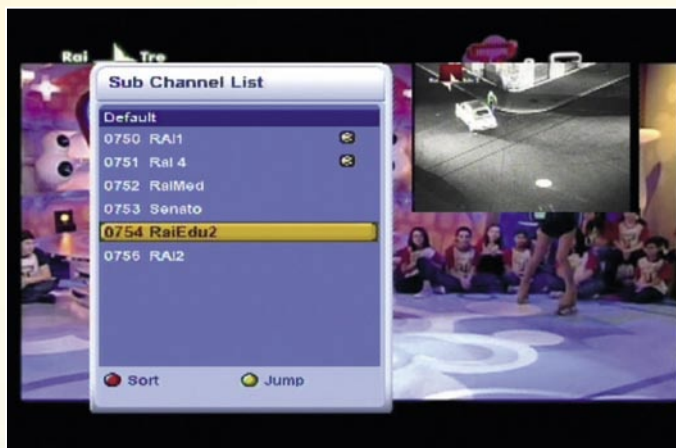 Rai Tre
Sub Channel List
Default
0750 RAI1
0751 Rai 4
0752 RaiMed
0753 Senato
0754 RaiEdu2
0756 RAI2
Sort Jump